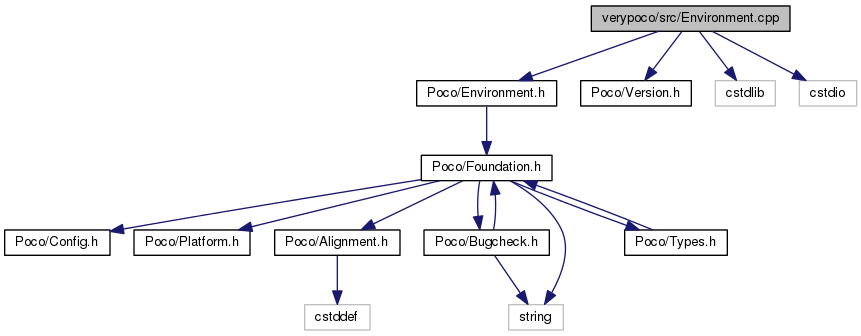 verypoco/src/Environment.cpp
Poco/Environment.h
Poco/Version.h
cstdlib
cstdio
Poco/Foundation.h
Poco/Config.h
Poco/Platform.h
Poco/Alignment.h
Poco/Bugcheck.h
Poco/Types.h
cstddef
string